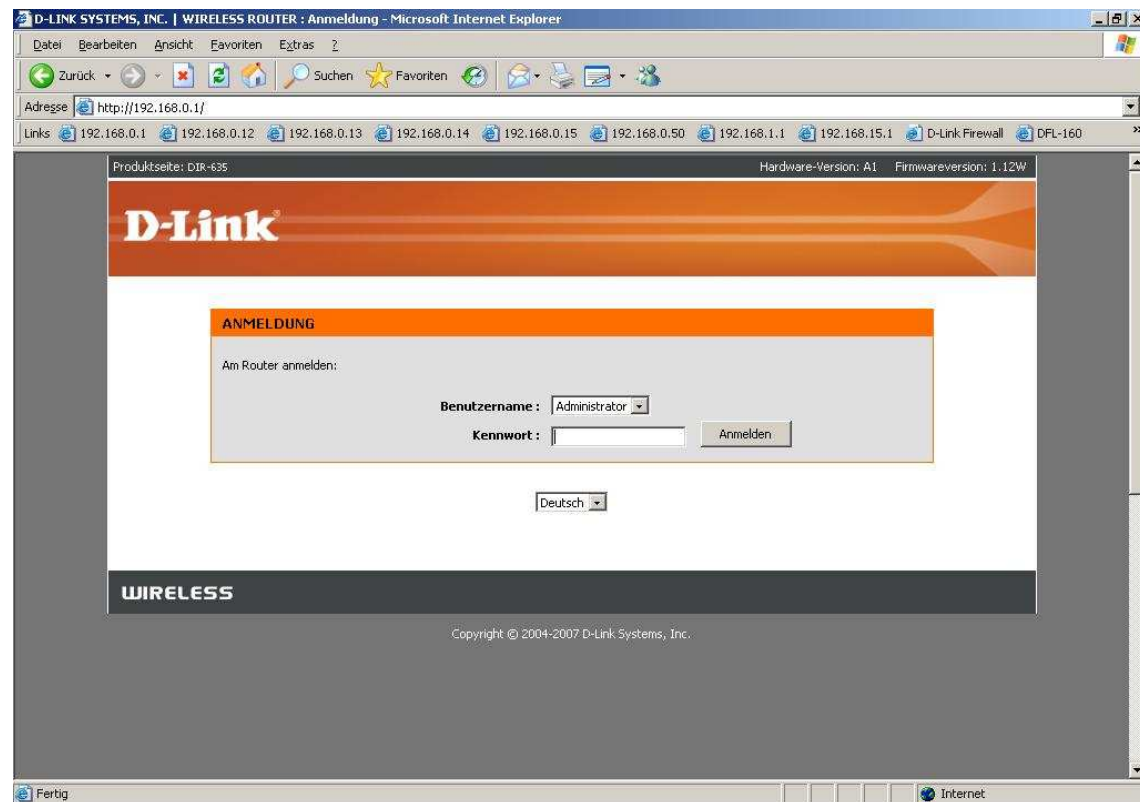 D-LINK SYSTEMS, INC. | WIRELESS ROUTER : Anmeldung - Microsoft Internet Explorer
Datei Bearbeiten Ansicht Favoriten Extras ?
Zurück Suchen Favoriten
Adresse http://192.168.0.1/
Links 192.168.0.1 192.168.0.12 192.168.0.13 192.168.0.14 192.168.0.15 192.168.0.50 192.168.1.1 192.168.15.1 D-Link Firewall DFL-160 »
Produktseite: DIR-635 Hardware-Version: A1 Firmwareversion: 1.12W
D-Link®
ANMELDUNG
Am Router anmelden:
Benutzername : Administrator
Kennwort : Anmelden
Deutsch
WIRELESS
Copyright © 2004-2007 D-Link Systems, Inc.
Fertig Internet